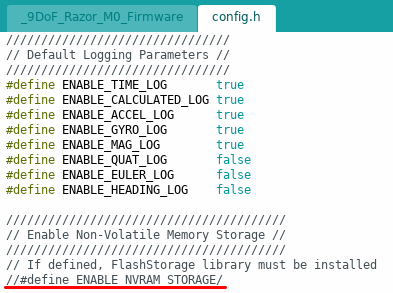 _9DoF_Razor_M0_Firmware
config.h
////////////////////////////////
// Default Logging Parameters //
////////////////////////////////
#define ENABLE_TIME_LOG       true
#define ENABLE_CALCULATED_LOG true
#define ENABLE_ACCEL_LOG      true
#define ENABLE_GYRO_LOG       true
#define ENABLE_MAG_LOG        true
#define ENABLE_QUAT_LOG       false
#define ENABLE_EULER_LOG      false
#define ENABLE_HEADING_LOG    false
////////////////////////////////////////
// Enable Non-Volatile Memory Storage //
////////////////////////////////////////
// If defined, FlashStorage library must be installed
//#define ENABLE_NVRAM_STORAGE/